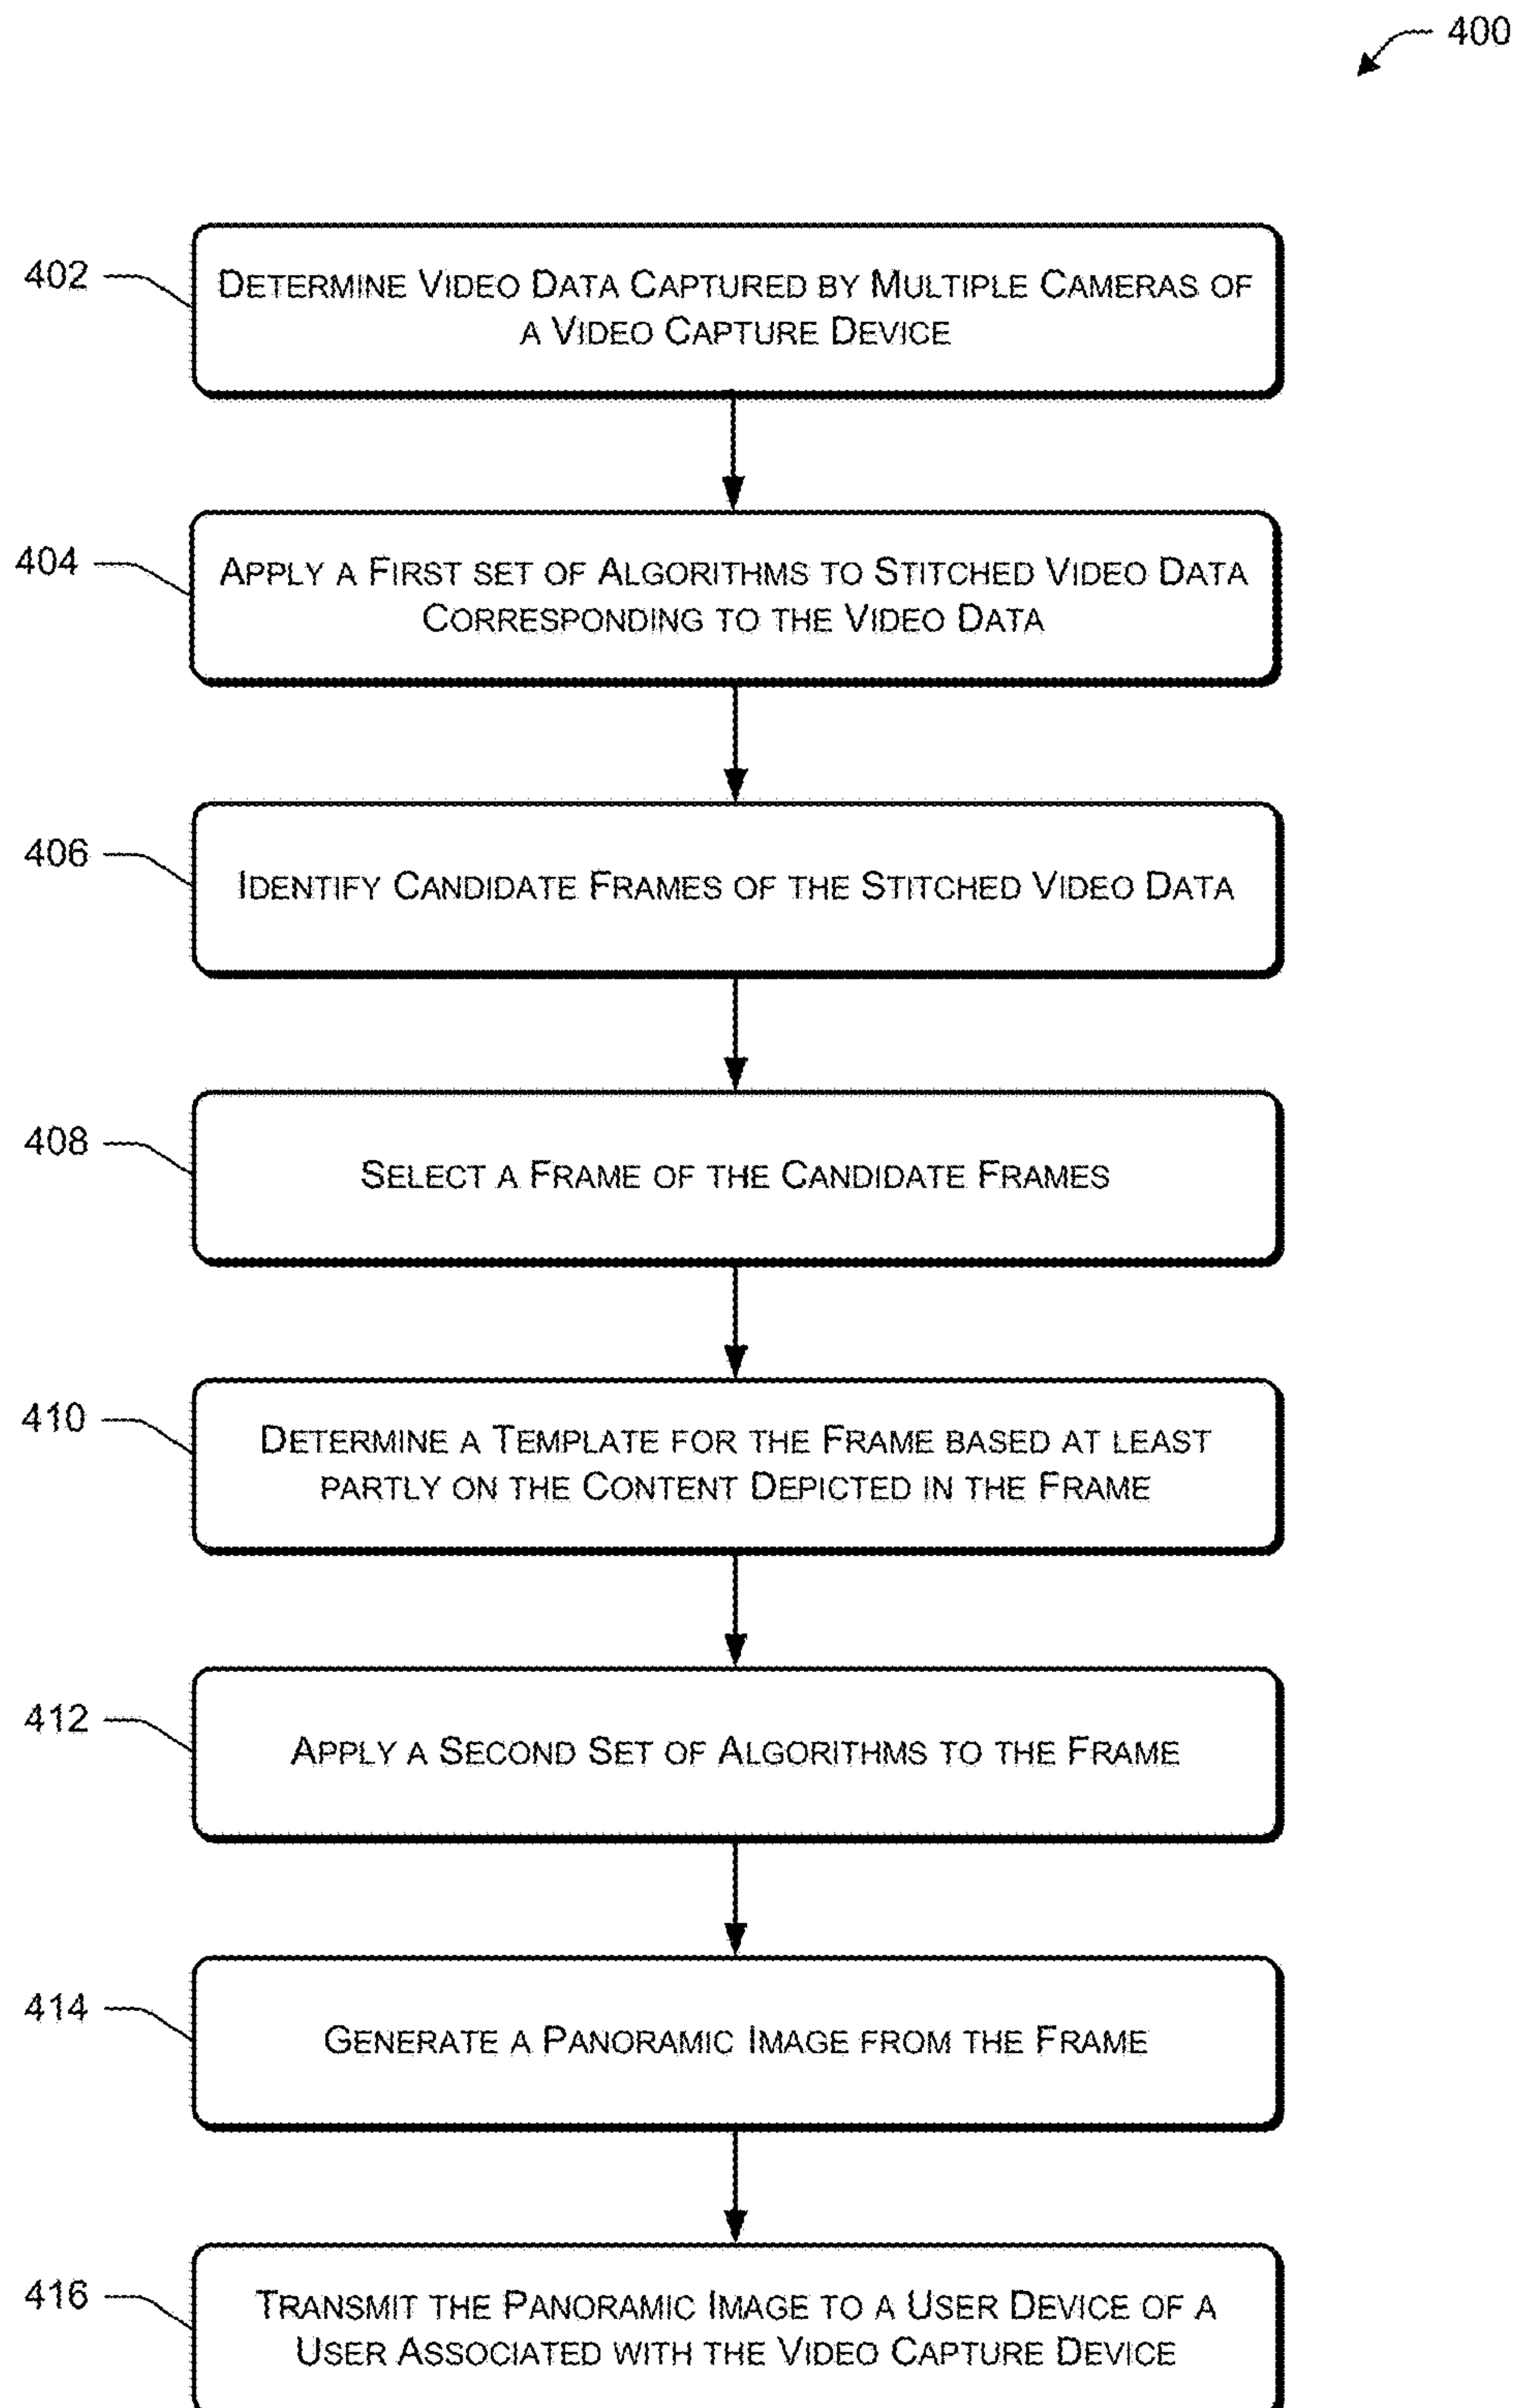 400
402
DETERMINE VIDEO DATA CAPTURED BY MULTIPLE CAMERAS OF
A VIDEO CAPTURE DEVICE
404
APPLY A FIRST SET OF ALGORITHMS TO STITCHED VIDEO DATA
CORRESPONDING TO THE VIDEO DATA
406
IDENTIFY CANDIDATE FRAMES OF THE STITCHED VIDEO DATA
408
SELECT A FRAME OF THE CANDIDATE FRAMES
410
DETERMINE A TEMPLATE FOR THE FRAME BASED AT LEAST
PARTLY ON THE CONTENT DEPICTED IN THE FRAME
412
APPLY A SECOND SET OF ALGORITHMS TO THE FRAME
414
GENERATE A PANORAMIC IMAGE FROM THE FRAME
416
TRANSMIT THE PANORAMIC IMAGE TO A USER DEVICE OF A
USER ASSOCIATED WITH THE VIDEO CAPTURE DEVICE